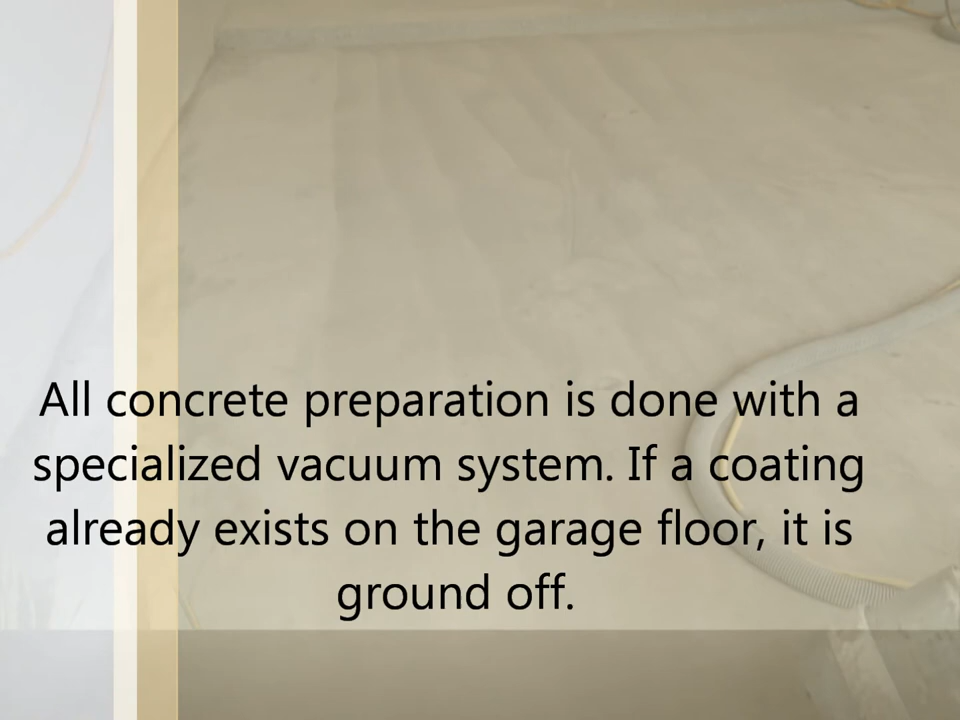 All concrete preparation is done with a
specialized vacuum system. If a coating
already exists on the garage floor, it is
ground off.